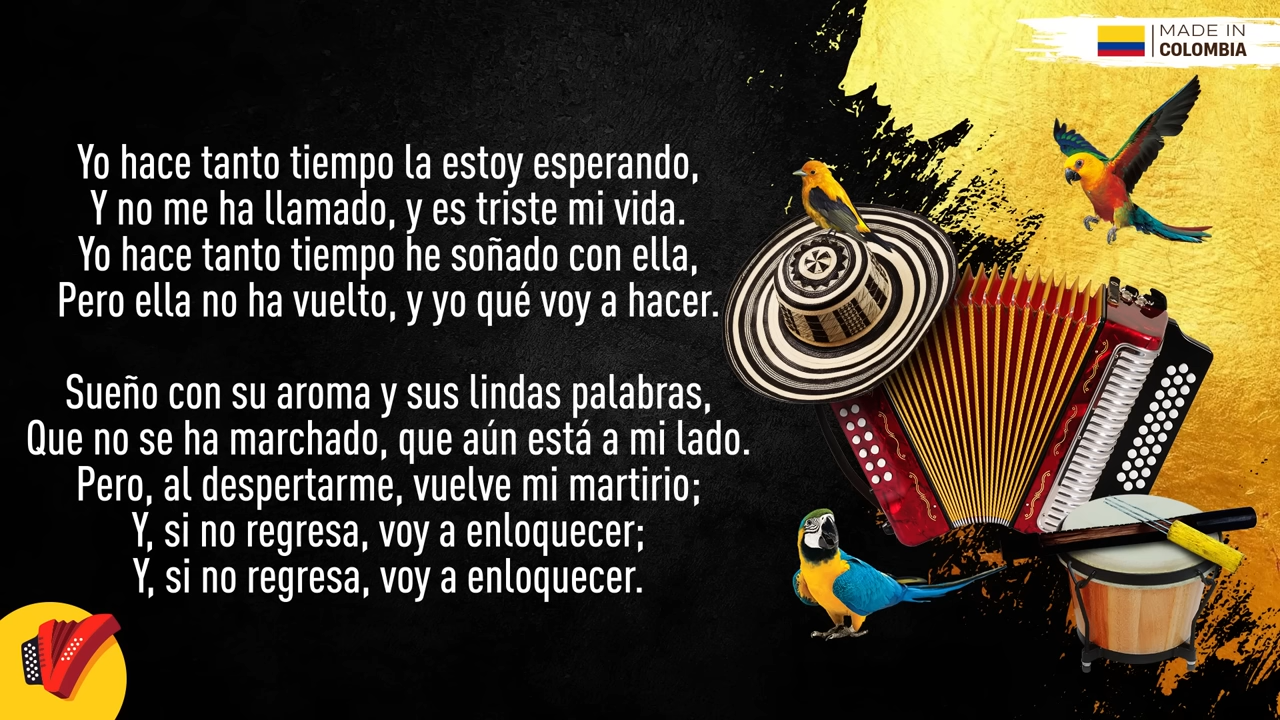 MADE IN
COLOMBIA
Yo hace tanto tiempo la estoy esperando,
Y no me ha llamado, y es triste mi vida.
Yo hace tanto tiempo he soñado con ella,
Pero ella no ha vuelto, y yo qué voy a hacer.
Sueño con su aroma y sus lindas palabras,
Que no se ha marchado, que aún está a mi lado.
Pero, al despertarme, vuelve mi martirio;
Y, si no regresa, voy a enloquecer;
Y, si no regresa, voy a enloquecer.